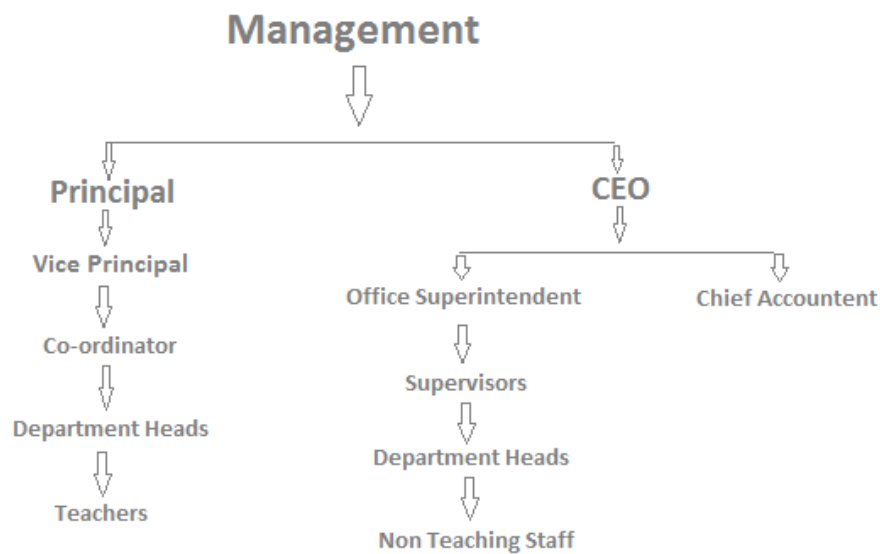 Management
Principal
CEO
Vice Principal
Office Superintendent
Chief Accountent
Co-ordinator
Supervisors
Department Heads
Department Heads
Teachers
Non Teaching Staff